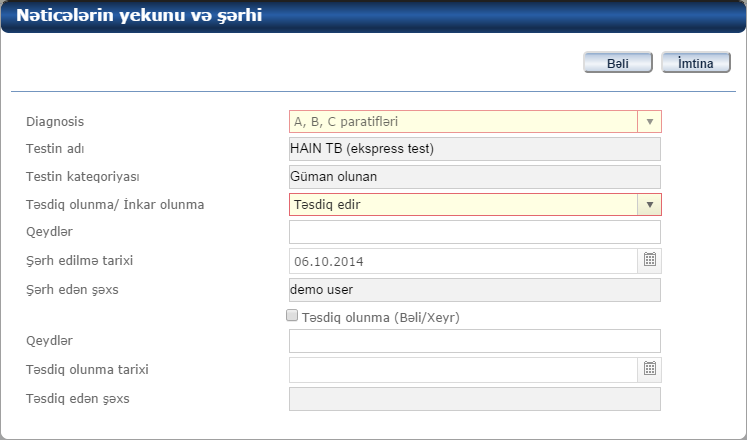 Nəticələrin yekunu və şərhi
Bəli İmtina
Diagnosis A, B, C paratifləri
Testin adı HAIN TB (ekspress test)
Testin kateqoriyası Güman olunan
Təsdiq olunma/ İnkar olunma Təsdiq edir
Qeydlər
Şərh edilmə tarixi 06.10.2014
Şərh edən şəxs demo user
Təsdiq olunma (Bəli/Xeyr)
Qeydlər
Təsdiq olunma tarixi
Təsdiq edən şəxs